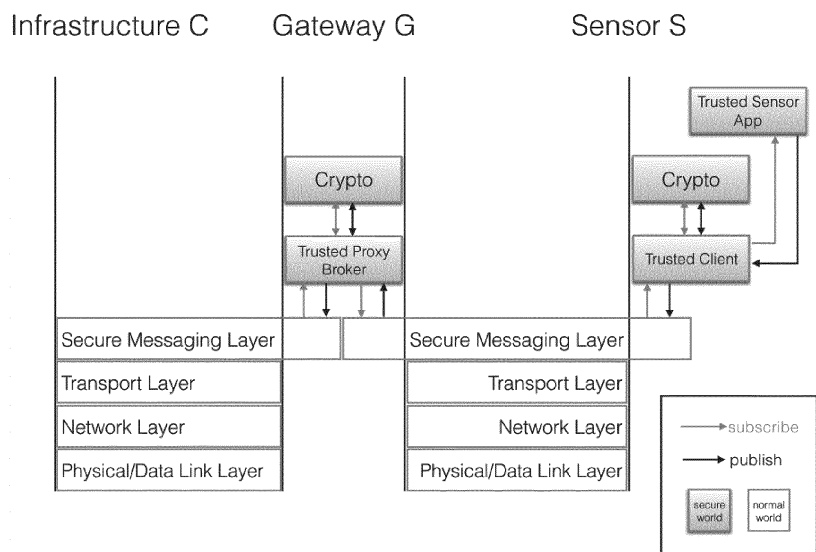 Infrastructure C
Gateway G
Sensor S
Trusted Sensor
App
Crypto
Crypto
Trusted Proxy
Broker
Trusted Client
Secure Messaging Layer
Secure Messaging Layer
Transport Layer
Transport Layer
Network Layer
Network Layer
Physical/Data Link Layer
Physical/Data Link Layer
subscribe
publish
secure
world
normal
world